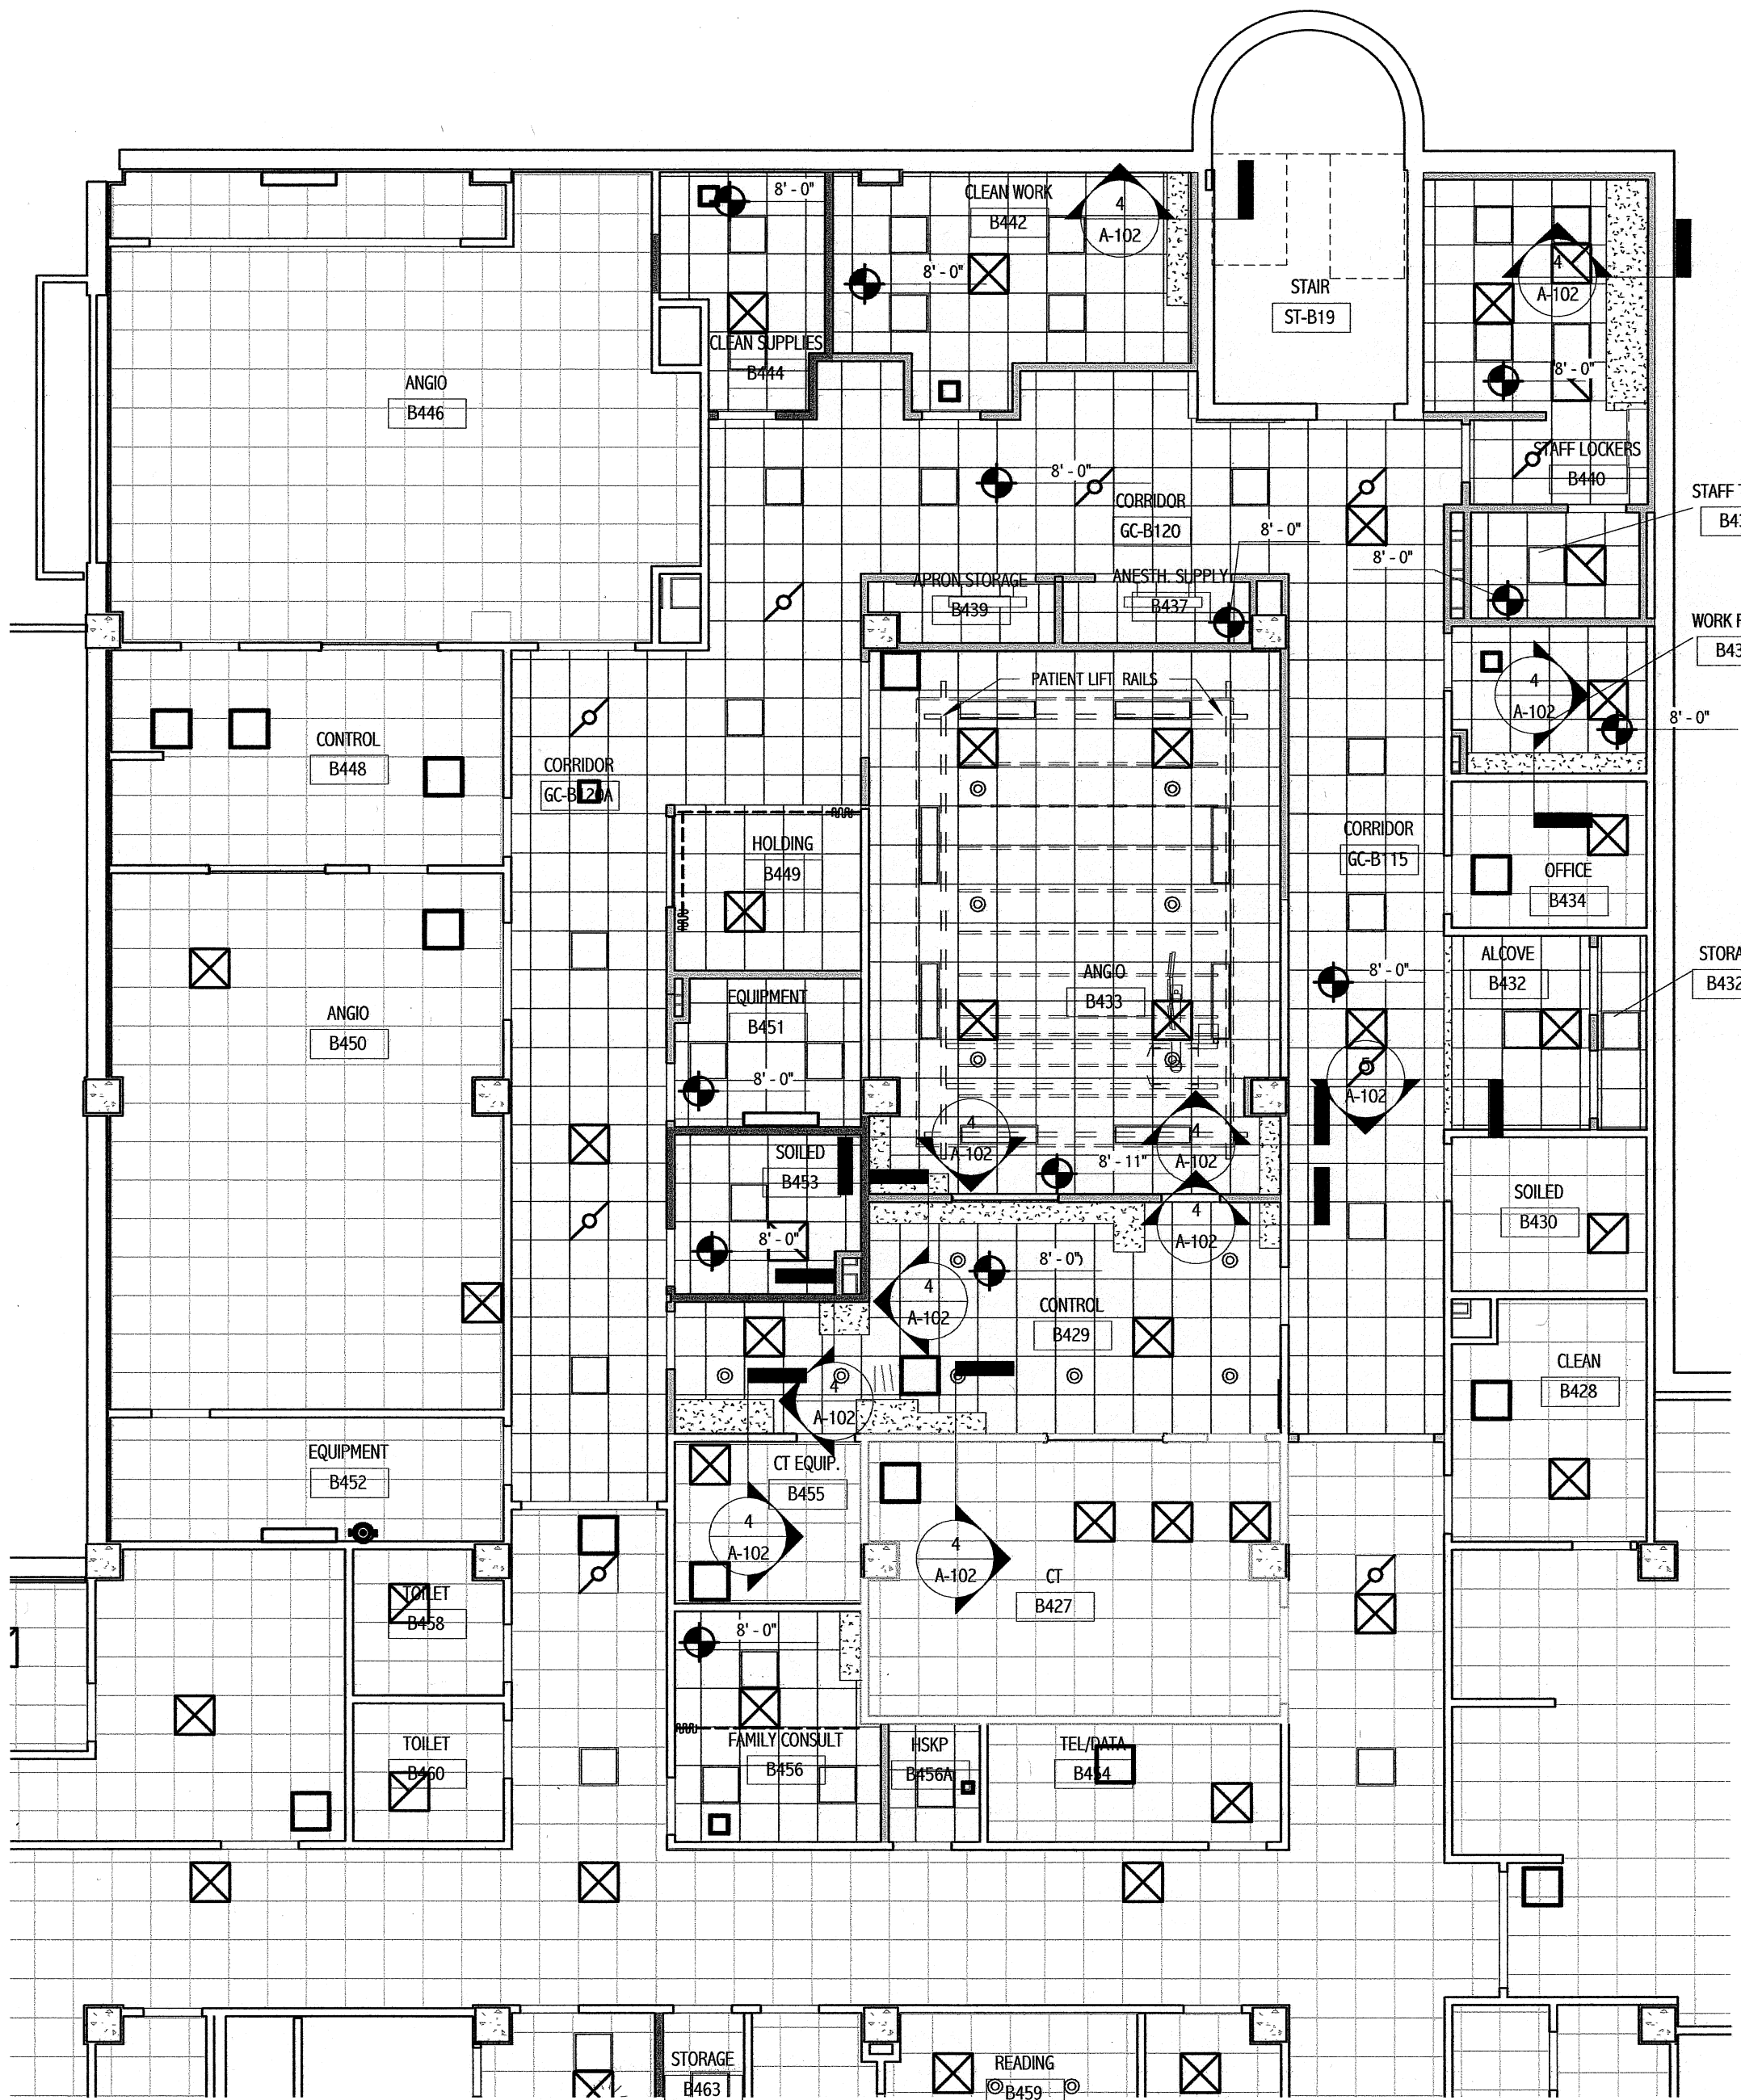 8' - 0"
CLEAN WORK
B442
4
A-102
8' - 0"
4
A-102
STAIR
ST-B19
CLEAN SUPPLIES
B444
8' - 0"
ANGIO
B446
STAFF LOCKERS
B440
8' - 0"
CORRIDOR
GC-B120
8' - 0"
8' - 0"
STAFF
APRON STORAGE
B439
ANESTH. SUPPLY
B437
WORK
PATIENT LIFT RAILS
4
A-102
8' - 0"
CONTROL
B448
CORRIDOR
GC-B120A
HOLDING
B449
CORRIDOR
GC-B115
OFFICE
B434
ALCOVE
B432
ANGIO
B433
8' - 0"
EQUIPMENT
B451
ANGIO
B450
8' - 0"
5
A-102
4
A-102
4
A-102
8' - 11"
SOILED
B453
SOILED
B430
8' - 0"
4
A-102
8' - 0"
4
A-102
CONTROL
B429
CLEAN
B428
4
A-102
EQUIPMENT
B452
CT EQUIP.
B455
4
A-102
4
A-102
CT
B427
TOILET
B458
8' - 0"
FAMILY CONSULT
B456
HSKP
B456A
TEL/DATA
B454
TOILET
B460
STORAGE
B463
READING
B459